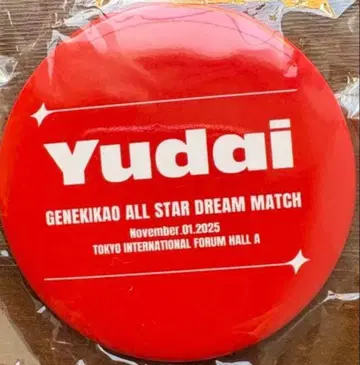 Yudai
GENEKIKAO ALL STAR DREAM MATCH
November.01.2025
TOKYO INTERNATIONAL FORUM HALL A